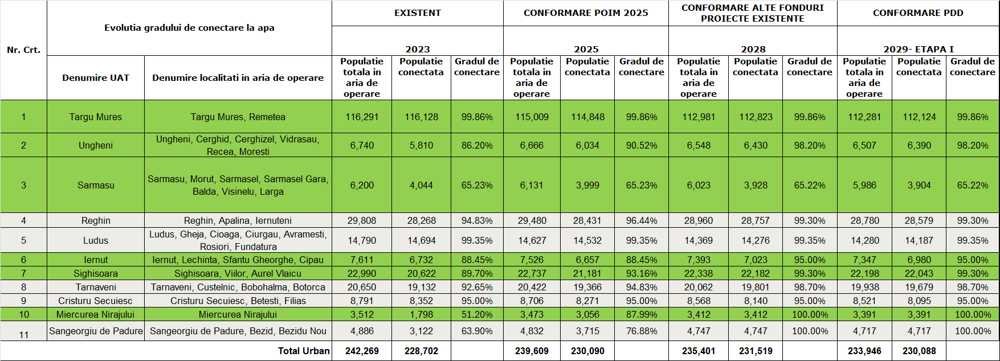 EXISTENT CONFORMARE POIM 2025 CONFORMARE ALTE FONDURI PROIECTE EXISTENTE CONFORMARE PDD
Evolutia gradului de conectare la apa
Nr. Crt. 2023 2025 2028 2029- ETAPA I
Denumire UAT Denumire localitati in aria de operare Populatie totala in aria de operare Populatie conectata Gradul de conectare Populatie totala in aria de operare Populatie conectata Gradul de conectare Populatie totala in aria de operare Populatie conectata Gradul de conectare Populatie totala in aria de operare Populatie conectata Gradul de conectare
1 Targu Mures Targu Mures, Remetea 116,291 116,128 99.86% 115,009 114,848 99.86% 112,981 112,823 99.86% 112,281 112,124 99.86%
2 Ungheni Ungheni, Cerghid, Cerghizel, Vidrasau, Recea, Moresti 6,740 5,810 86.20% 6,666 6,034 90.52% 6,548 6,430 98.20% 6,507 6,390 98.20%
3 Sarmasu Sarmasu, Morut, Sarmasel, Sarmasel Gara, Balda, Visinelu, Larga 6,200 4,044 65.23% 6,131 3,999 65.23% 6,023 3,928 65.22% 5,986 3,904 65.22%
4 Reghin Reghin, Apalina, Iernuteni 29,808 28,268 94.83% 29,480 28,431 96.44% 28,960 28,757 99.30% 28,780 28,579 99.30%
5 Ludus Ludus, Gheja, Cioaga, Ciurgau, Avramesti, Rosiori, Fundatura 14,790 14,694 99.35% 14,627 14,532 99.35% 14,369 14,276 99.35% 14,280 14,187 99.35%
6 Iernut Iernut, Lechinta, Sfantu Gheorghe, Cipau 7,611 6,732 88.45% 7,526 6,657 88.45% 7,393 7,023 95.00% 7,347 6,980 95.00%
7 Sighisoara Sighisoara, Viilor, Aurel Vlaicu 22,990 20,622 89.70% 22,737 21,181 93.16% 22,338 22,182 99.30% 22,198 22,043 99.30%
8 Tarnaveni Tarnaveni, Custelnic, Bobohalma, Botorca 20,650 19,132 92.65% 20,422 19,366 94.83% 20,062 19,801 98.70% 19,938 19,679 98.70%
9 Cristuru Secuiesc Cristuru Secuiesc, Betesti, Filias 8,791 8,352 95.00% 8,706 8,271 95.00% 8,568 8,140 95.00% 8,521 8,095 95.00%
10 Miercurea Nirajului Miercurea Nirajului 3,512 1,798 51.20% 3,473 3,056 87.99% 3,412 3,412 100.00% 3,391 3,391 100.00%
11 Sangeorgiu de Padure Sangeorgiu de Padure, Bezid, Bezidu Nou 4,886 3,122 63.90% 4,832 3,715 76.88% 4,747 4,747 100.00% 4,717 4,717 100.00%
Total Urban 242,269 228,702 239,609 230,090 235,401 231,519 233,946 230,088